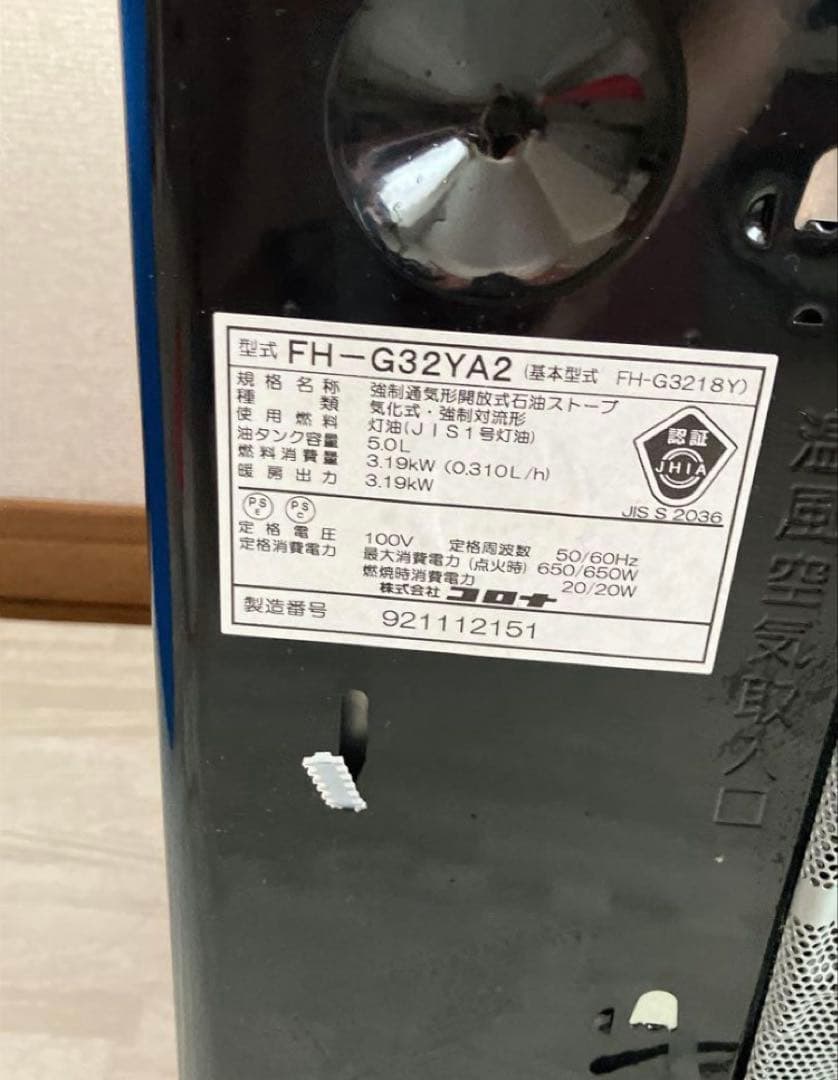 型式 FH-G32YA2 (基本型式 FH-G3218Y)
規格名称 強制通気形開放式石油ストーブ
種類 気化式・強制対流形
使用燃料 灯油(JIS1号灯油)
油タンク容量 5.0L
燃料消費量 3.19kW (0.310L/h)
暖房出力 3.19kW
認証
JHIA
JIS S 2036
PS E PS C
定格電圧 100V 定格周波数 50/60Hz
定格消費電力 最大消費電力(点火時) 650/650W
燃焼時消費電力 20/20W
株式会社 コロナ
製造番号 921112151
温風空気取入口